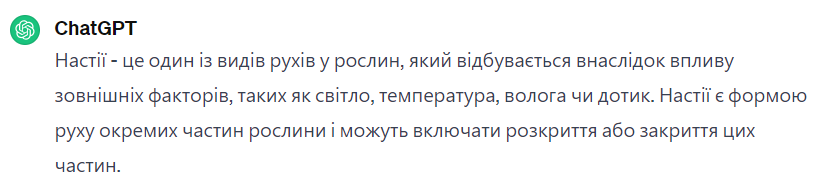 ChatGPT
Настії - це один із видів рухів у рослин, який відбувається внаслідок впливу
зовнішніх факторів, таких як світло, температура, волога чи дотик. Настії є формою
руху окремих частин рослини і можуть включати розкриття або закриття цих
частин.